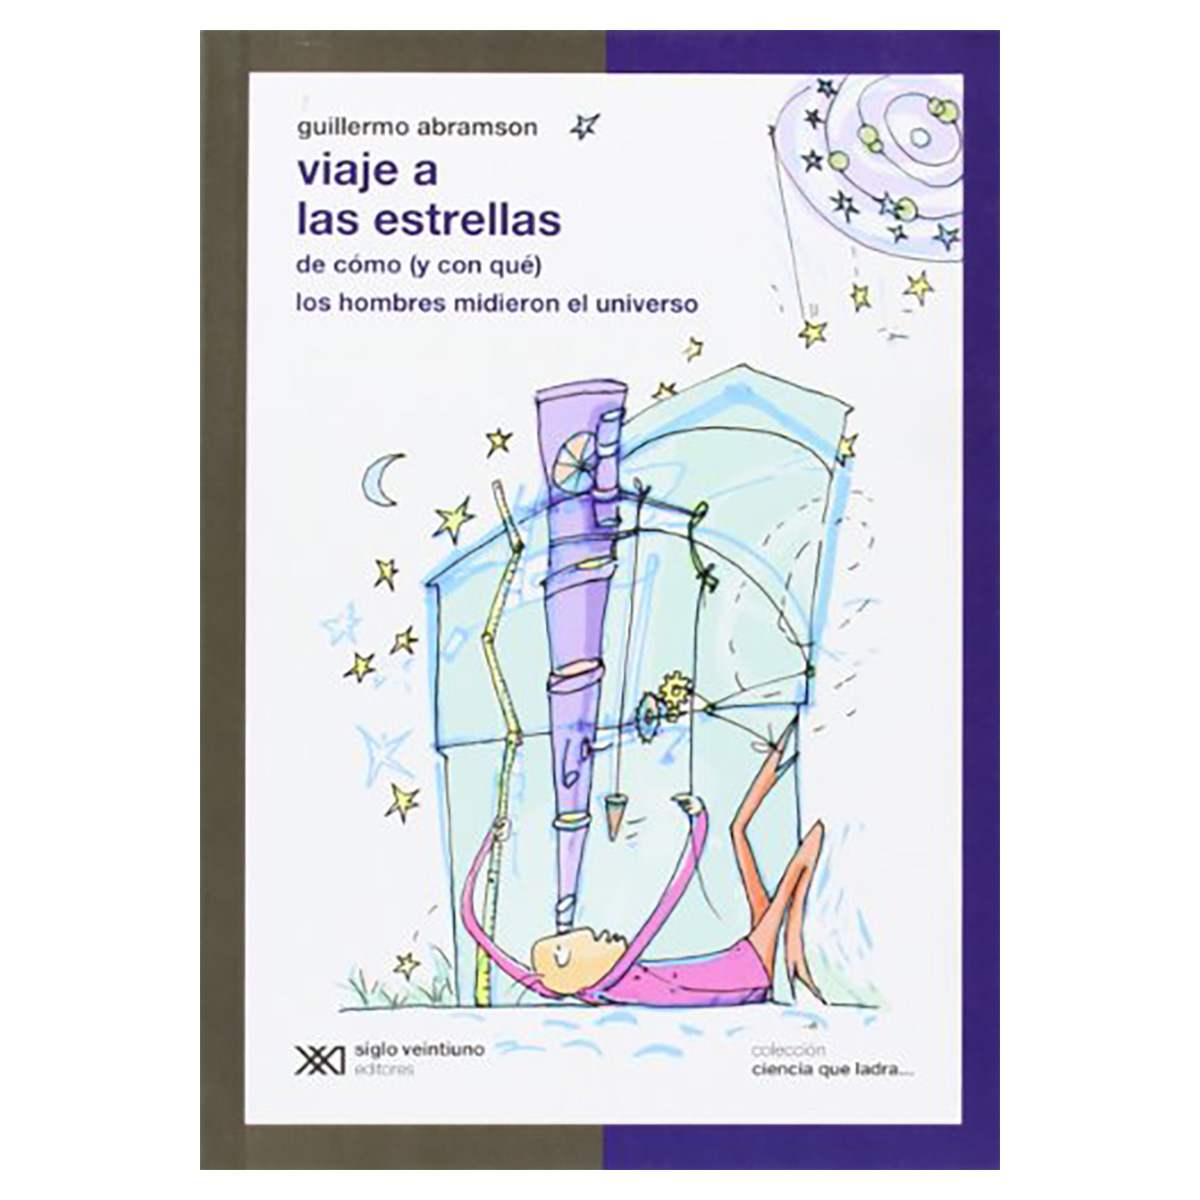 guillermo abramson
viaje a
las estrellas
de cómo (y con qué)
los hombres midieron el universo
siglo veintiuno
editores
colección
ciencia que ladra...